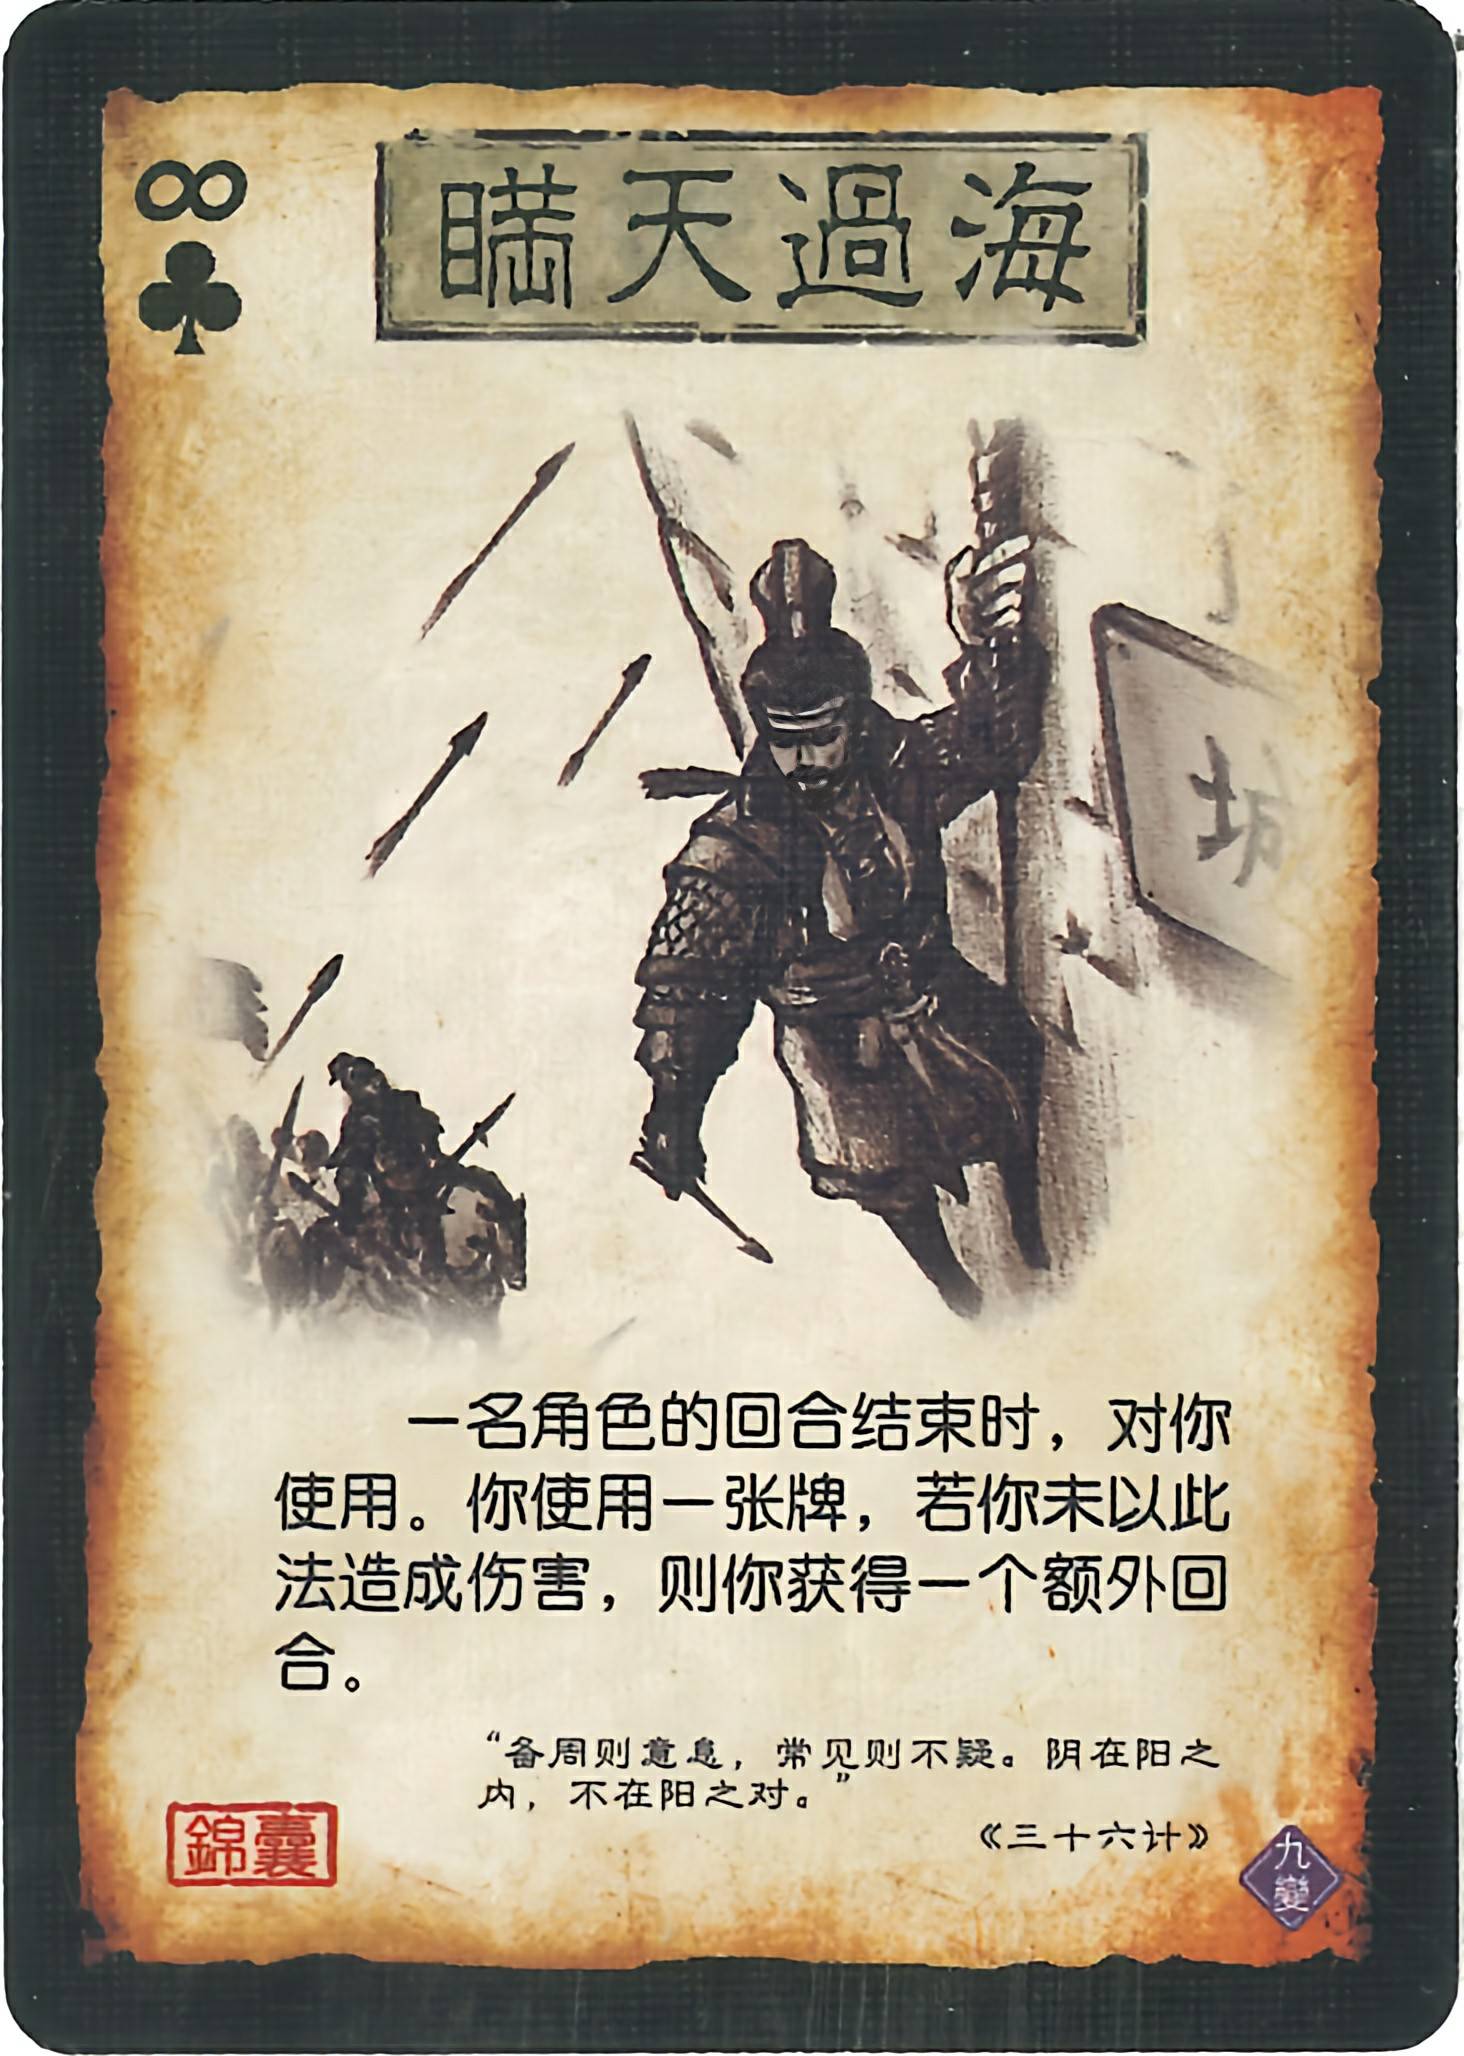 8
瞞天過海
坊
一名角色的回合结束时，对你
使用。你使用一张牌，若你未以此
法造成伤害，则你获得一个额外回
合。
“备周则意怠，常见则不疑。阴在阳之
内，不在阳之对。”
《三十六计》
錦囊
九變